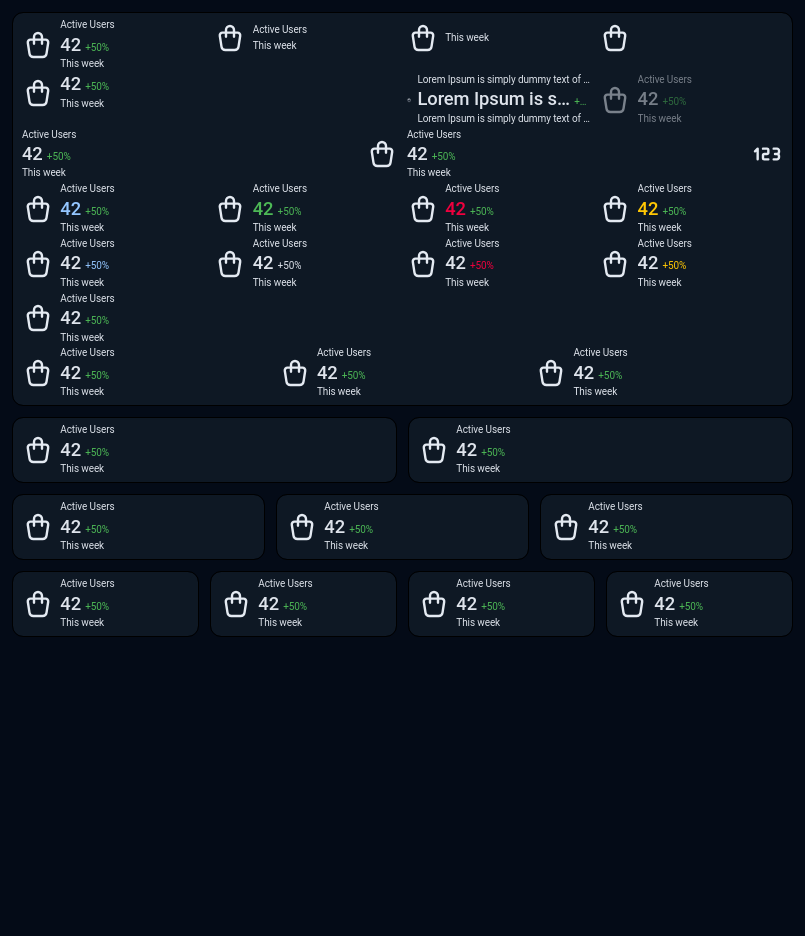 Active Users
42 +50%
This week
Active Users
This week
This week
42 +50%
This week
Lorem Ipsum is simply dummy text of ...
Lorem Ipsum is s... +...
Lorem Ipsum is simply dummy text of ...
Active Users
42 +50%
This week
Active Users
42 +50%
This week
Active Users
42 +50%
This week
123
Active Users
42 +50%
This week
Active Users
42 +50%
This week
Active Users
42 +50%
This week
Active Users
42 +50%
This week
Active Users
42 +50%
This week
Active Users
42 +50%
This week
Active Users
42 +50%
This week
Active Users
42 +50%
This week
Active Users
42 +50%
This week
Active Users
42 +50%
This week
Active Users
42 +50%
This week
Active Users
42 +50%
This week
Active Users
42 +50%
This week
Active Users
42 +50%
This week
Active Users
42 +50%
This week
Active Users
42 +50%
This week
Active Users
42 +50%
This week
Active Users
42 +50%
This week
Active Users
42 +50%
This week
Active Users
42 +50%
This week
Active Users
42 +50%
This week